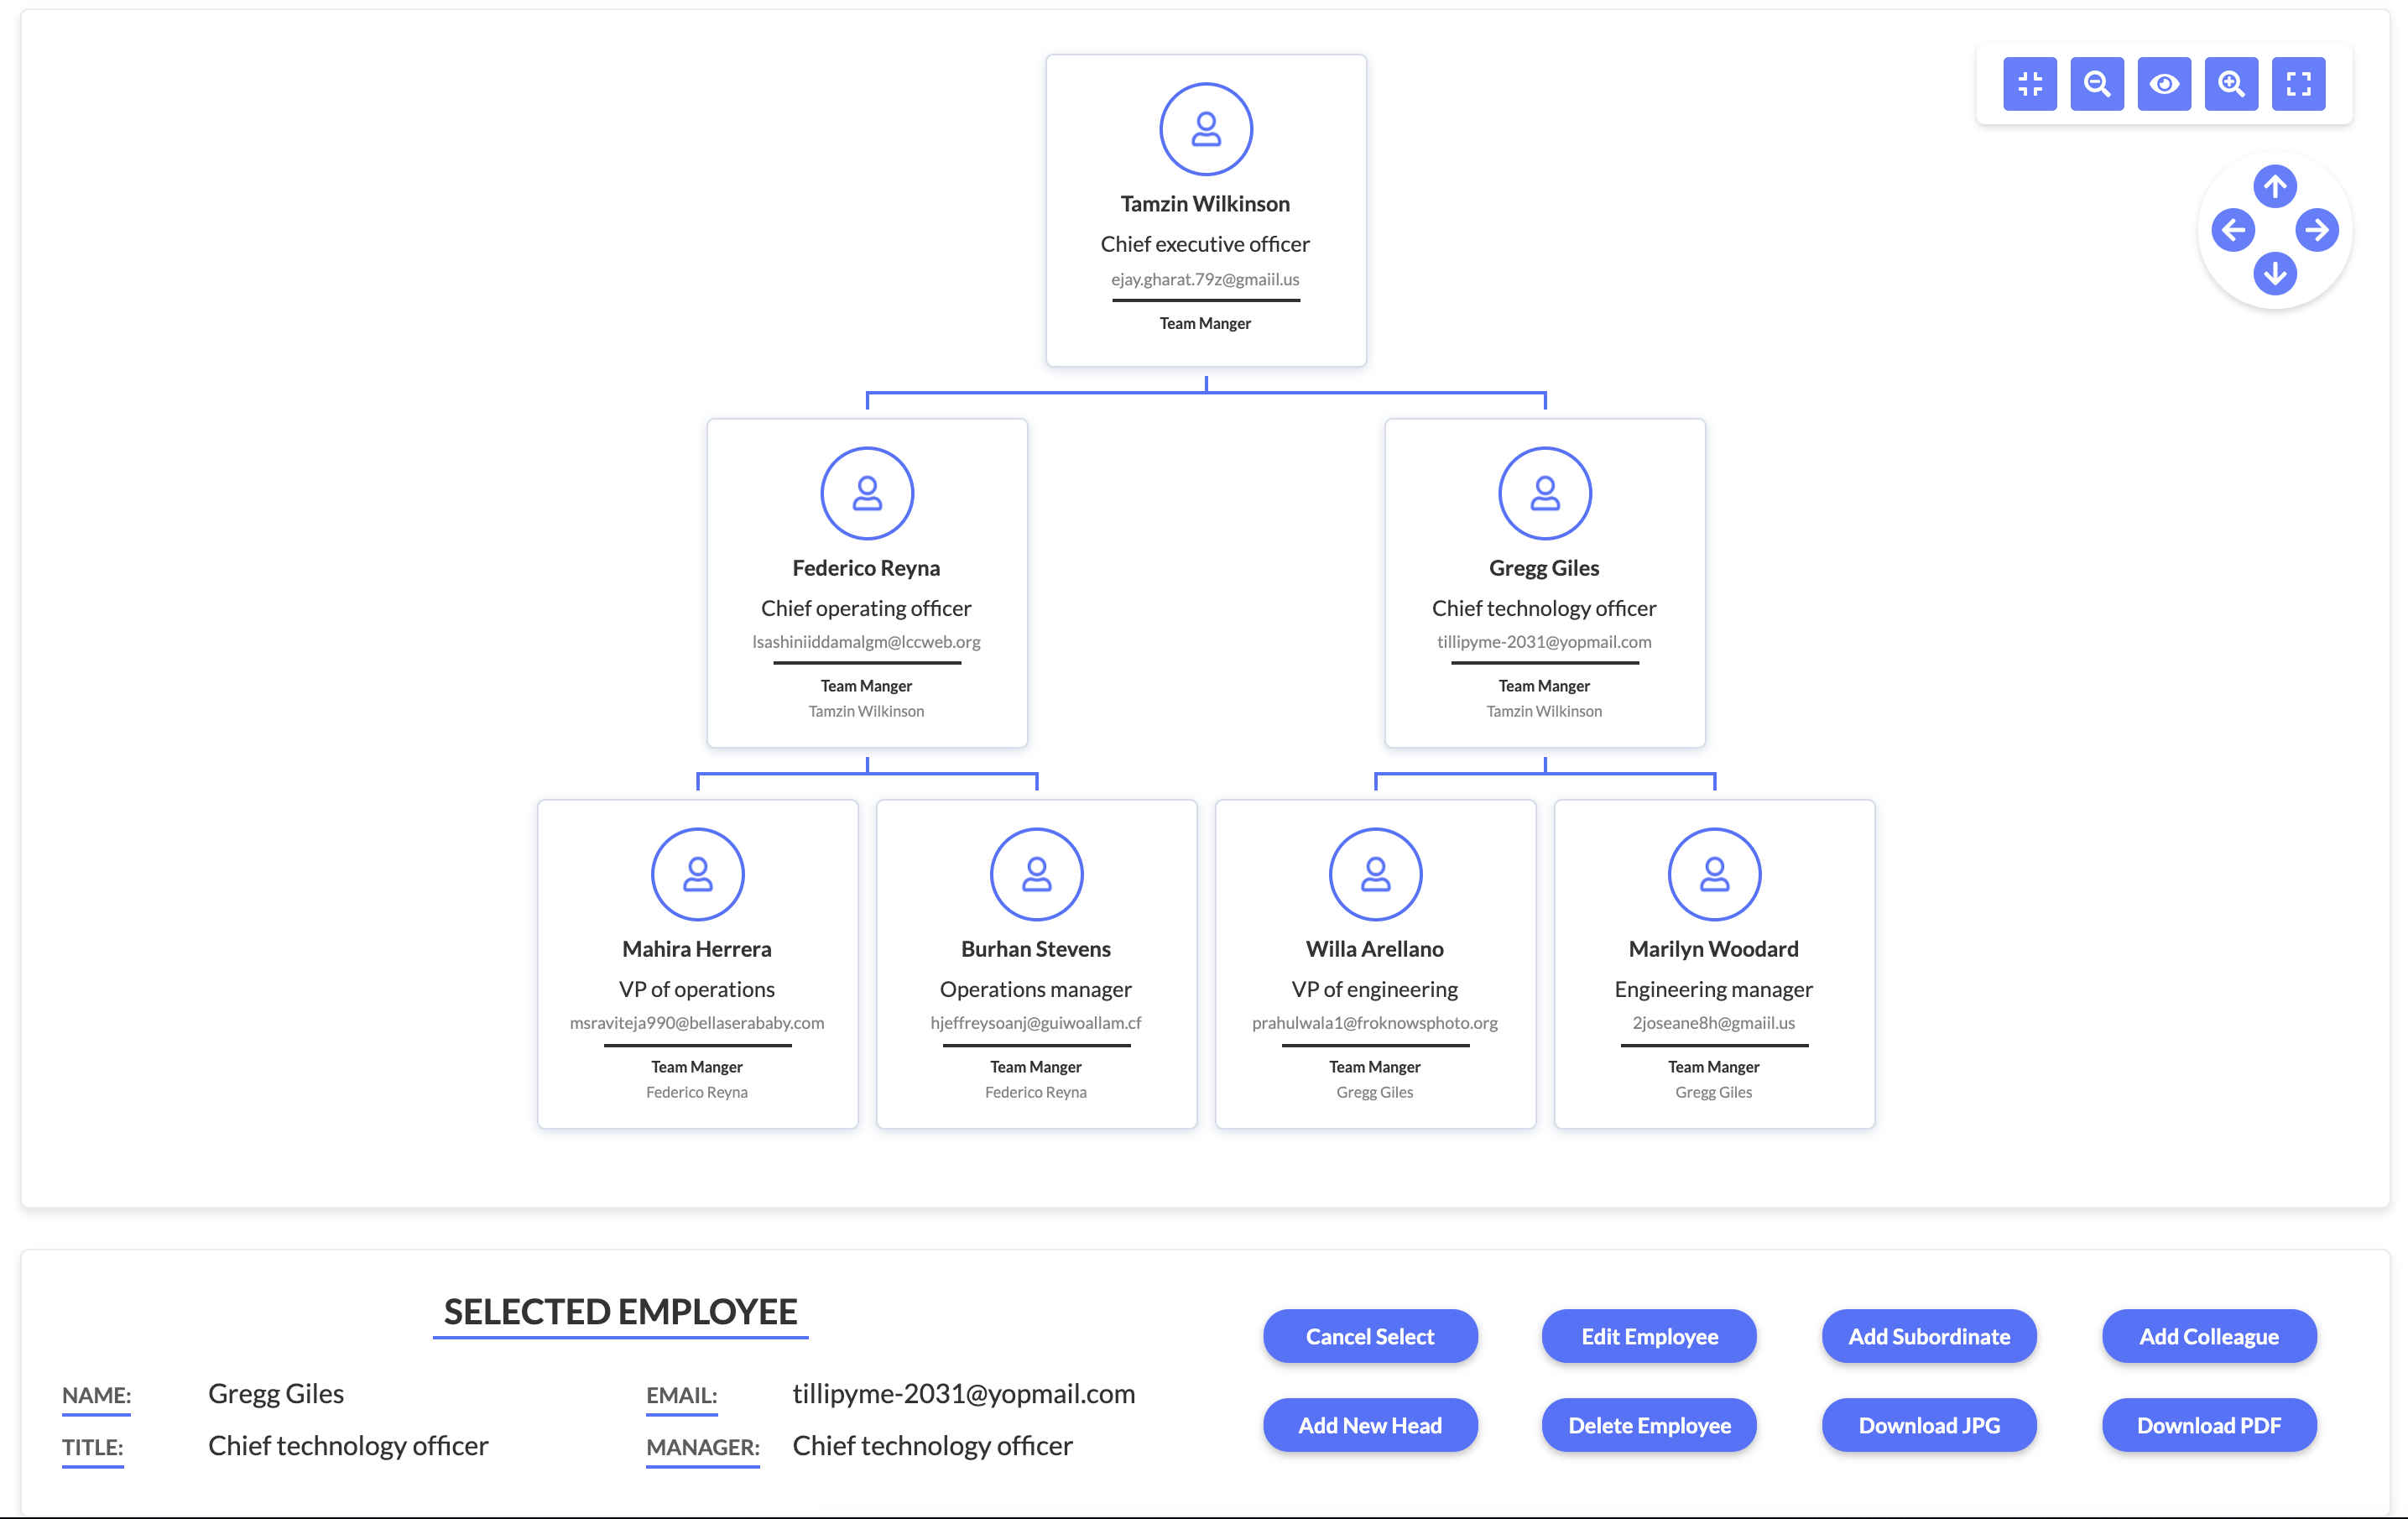 Tamzin Wilkinson
Chief executive officer
ejay.gharat.79z@gmaiil.us
Team Manger
Federico Reyna
Chief operating officer
lsashiniiddamalgm@lccweb.org
Team Manger
Tamzin Wilkinson
Gregg Giles
Chief technology officer
tillipyme-2031@yopmail.com
Team Manger
Tamzin Wilkinson
Mahira Herrera
VP of operations
msraviteja990@bellaserababy.com
Team Manger
Federico Reyna
Burhan Stevens
Operations manager
hjeffreysoanj@guiwoallam.cf
Team Manger
Federico Reyna
Willa Arellano
VP of engineering
prahulwala1@froknowsphoto.org
Team Manger
Gregg Giles
Marilyn Woodard
Engineering manager
2joseane8h@gmaiil.us
Team Manger
Gregg Giles
SELECTED EMPLOYEE
NAME: Gregg Giles
EMAIL: tillipyme-2031@yopmail.com
TITLE: Chief technology officer
MANAGER: Chief technology officer
Cancel Select
Edit Employee
Add Subordinate
Add Colleague
Add New Head
Delete Employee
Download JPG
Download PDF